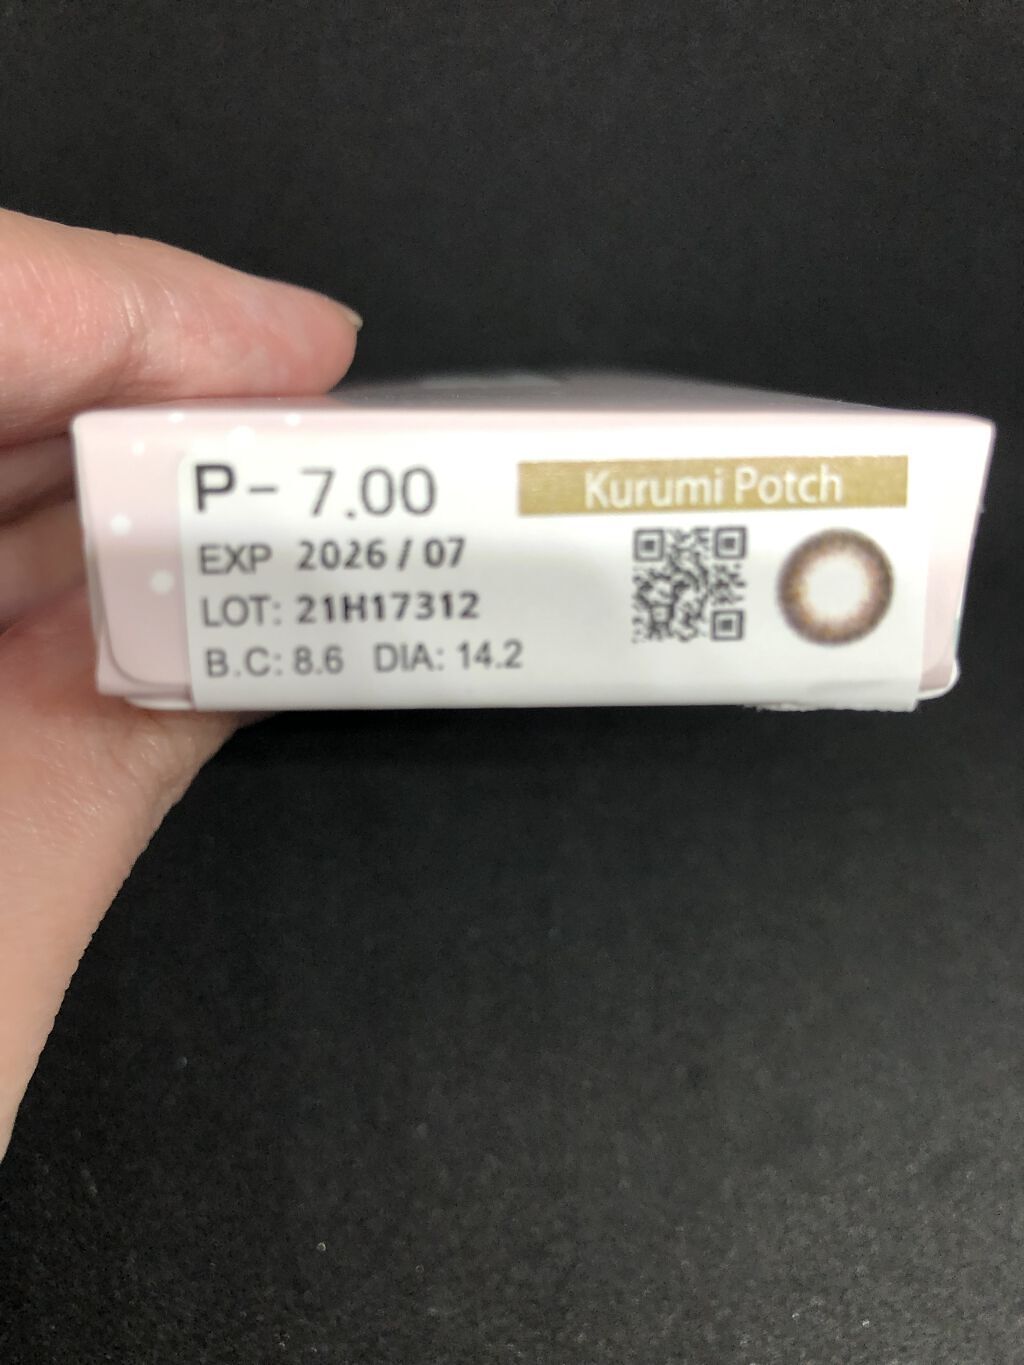 P- 7.00
Kurumi Potch
EXP 2026 / 07
LOT: 21H17312
B.C: 8.6 DIA: 14.2